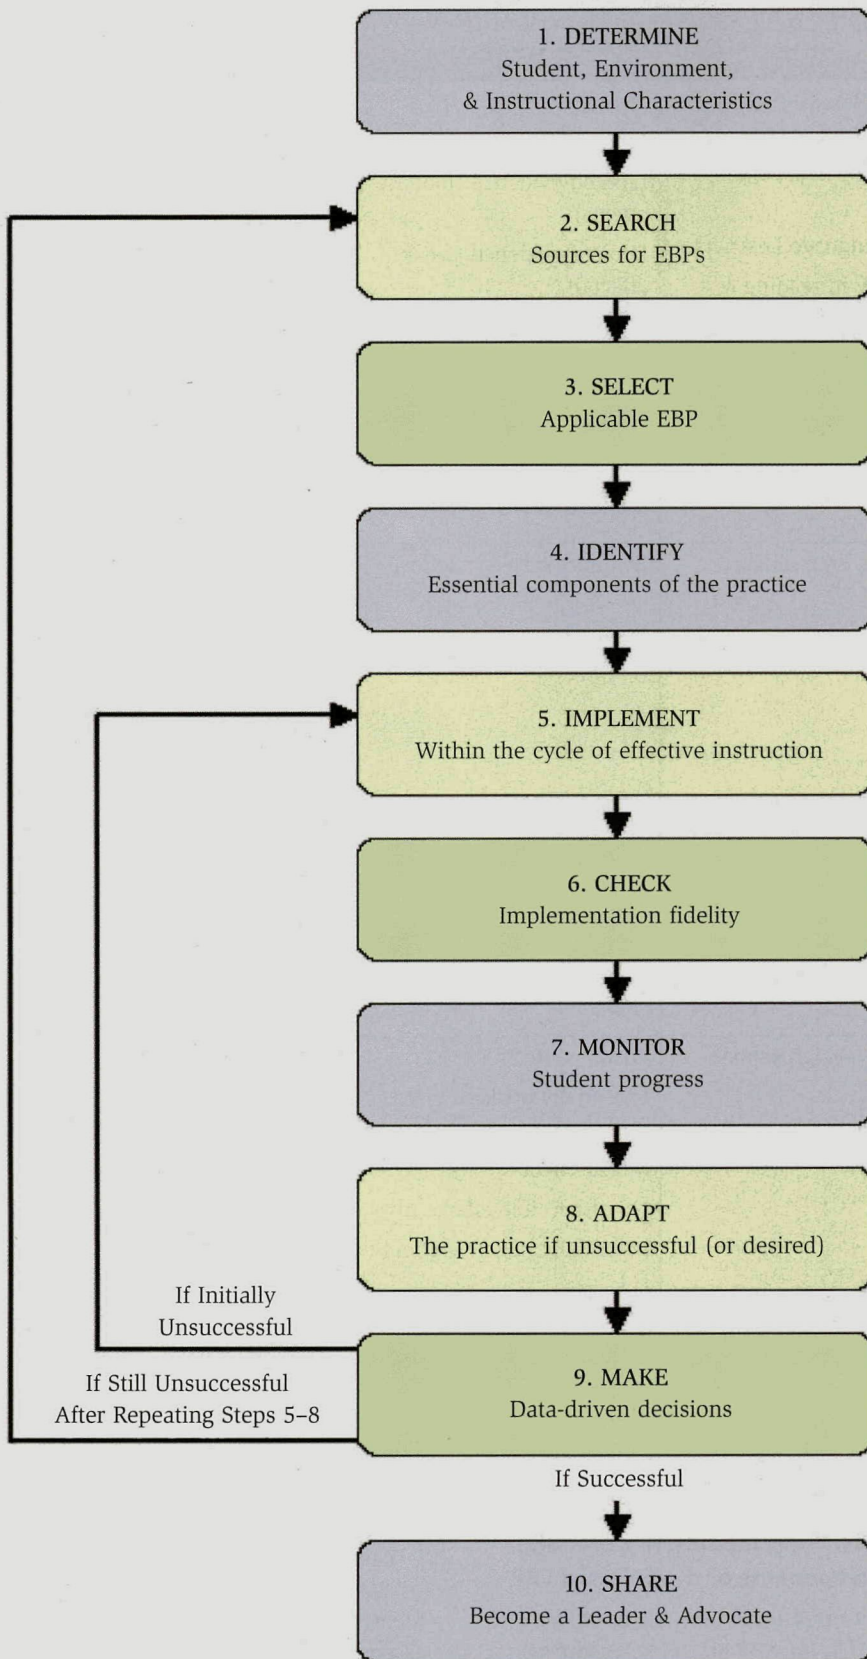 1. DETERMINE
Student, Environment,
& Instructional Characteristics
2. SEARCH
Sources for EBPs
3. SELECT
Applicable EBP
4. IDENTIFY
Essential components of the practice
5. IMPLEMENT
Within the cycle of effective instruction
6. CHECK
Implementation fidelity
7. MONITOR
Student progress
8. ADAPT
The practice if unsuccessful (or desired)
If Initially
Unsuccessful
9. MAKE
Data-driven decisions
If Still Unsuccessful
After Repeating Steps 5–8
If Successful
10. SHARE
Become a Leader & Advocate